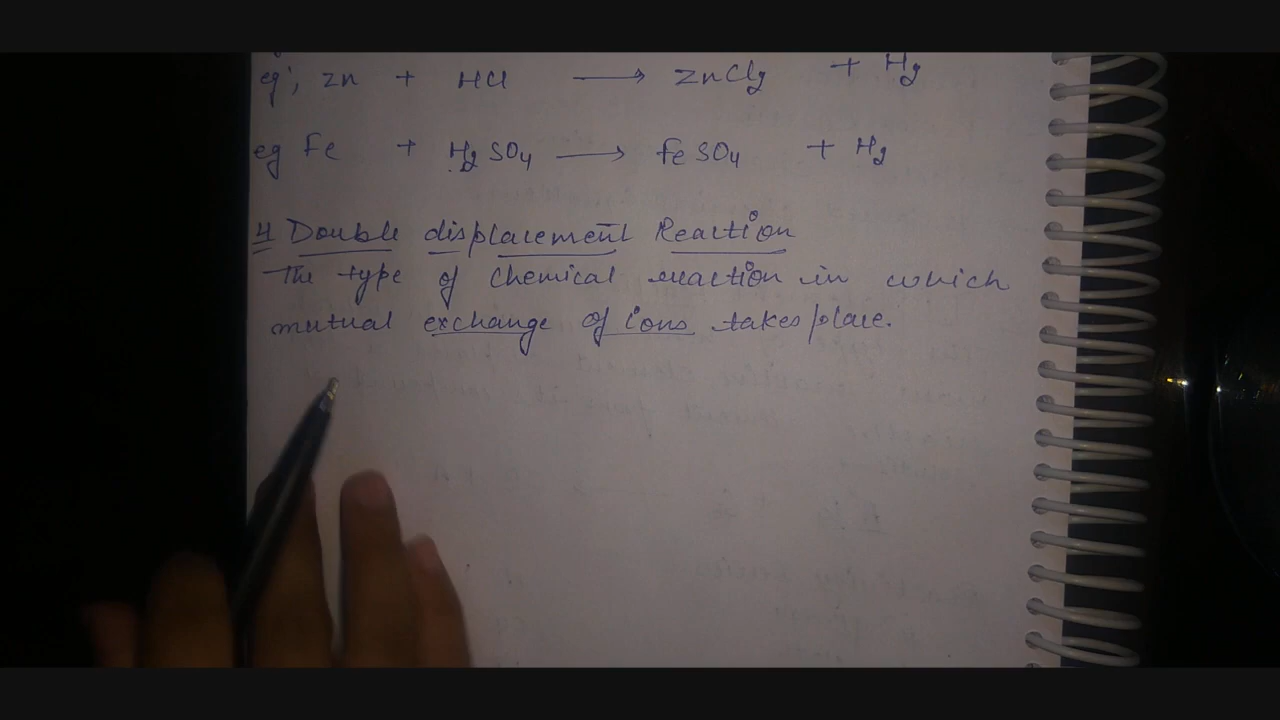 eg; Zn + HCl → ZnCl2 + H2
eg Fe + H2SO4 → FeSO4 + H2
4 Double displacement Reaction
The type of chemical reaction in which
mutual exchange of ions takes place.